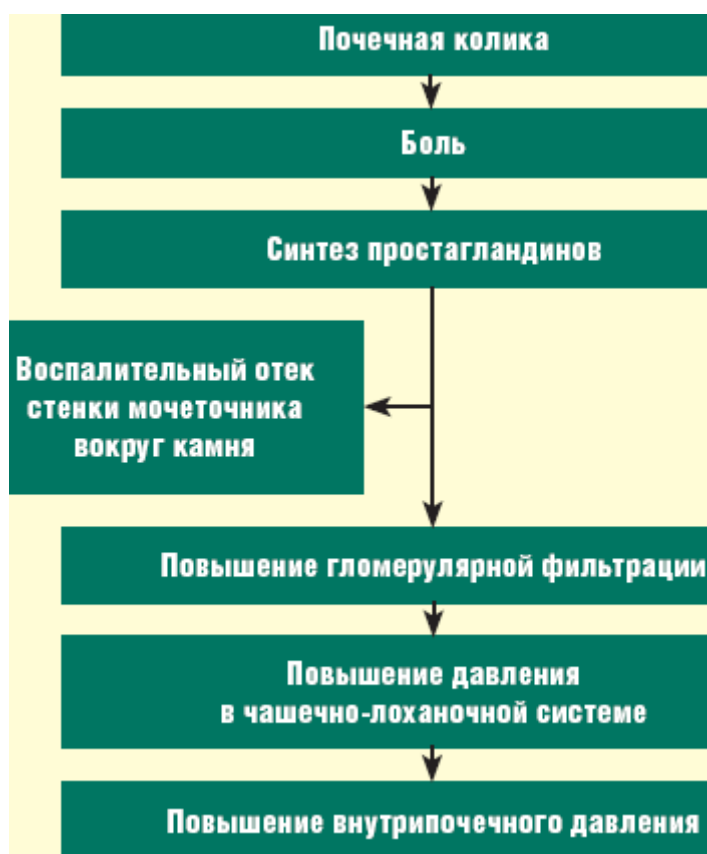 Почечная колика
Боль
Синтез простагландинов
Воспалительный отек
стенки мочеточника
вокруг камня
Повышение гломерулярной фильтрации
Повышение давления
в чашечно-лоханочной системе
Повышение внутрипочечного давления